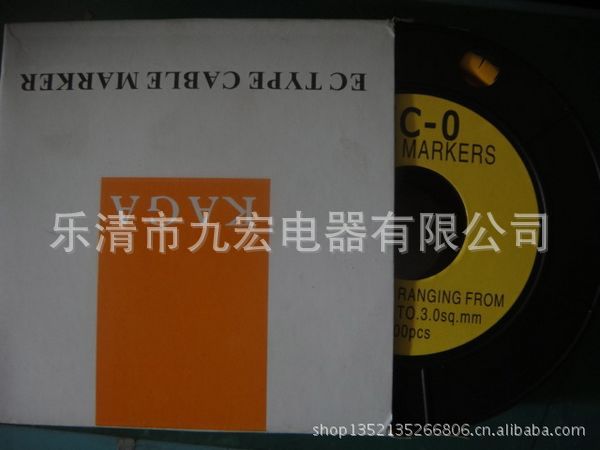 EC TYPE CABLE MARKER
KAGA
C-0
MARKERS
乐清市九宏电器有限公司
RANGING FROM
TO.3.0sq.mm
00pcs
shop1352135266806.cn.alibaba.com